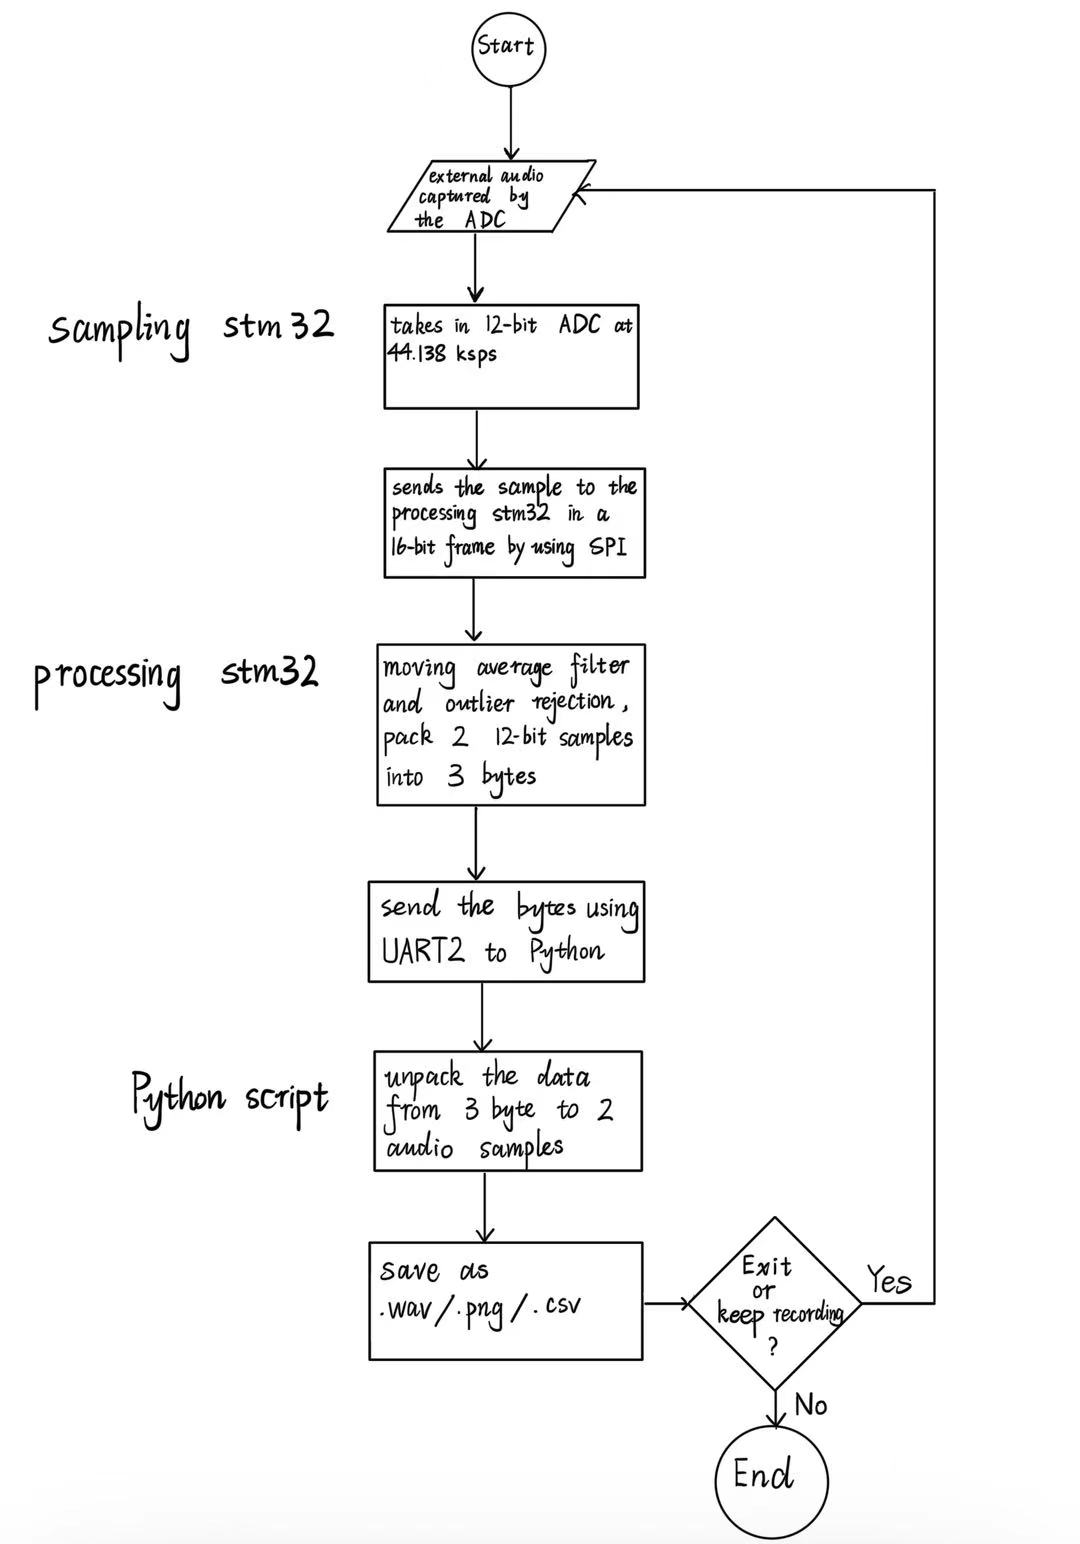 Start
external audio
captured by
the ADC
Sampling stm32
takes in 12-bit ADC at
44.138 ksps
sends the sample to the
processing stm32 in a
16-bit frame by using SPI
processing stm32
moving average filter
and outlier rejection,
pack 2 12-bit samples
into 3 bytes
send the bytes using
UART2 to Python
Python script
unpack the data
from 3 byte to 2
audio samples
save as
.wav/.png/.csv
Exit
or
keep recording
?
Yes
No
End